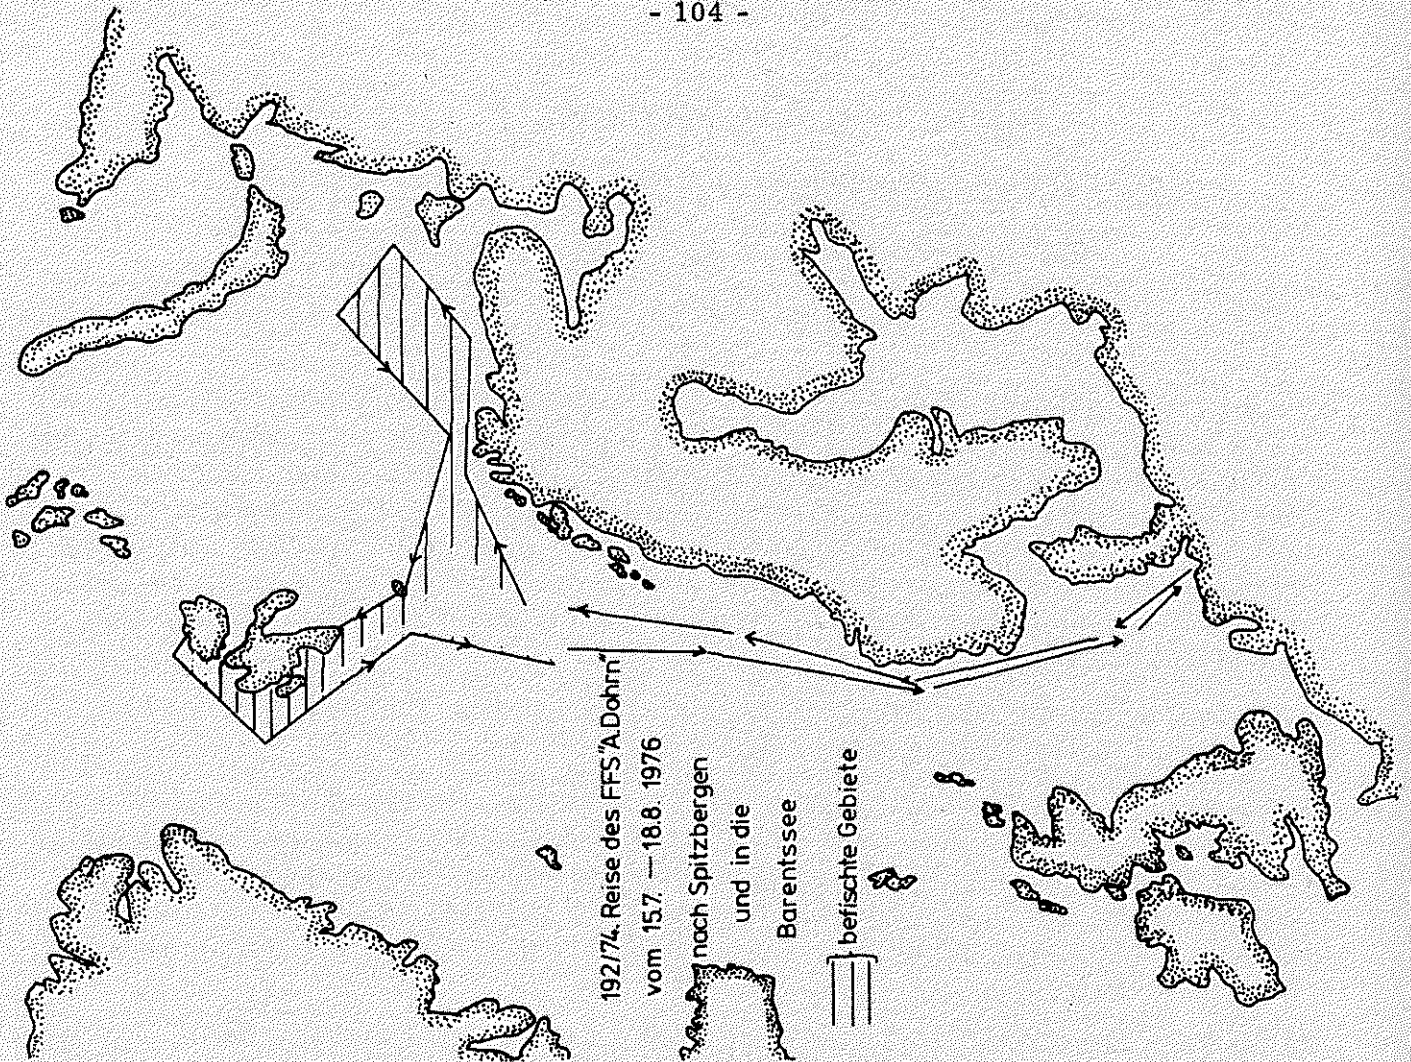 - 104 -
192/74. Reise des FFS "A.Dohrn"
vom 15.7. — 18.8. 1976
nach Spitzbergen
und in die
Barentssee
befischte Gebiete